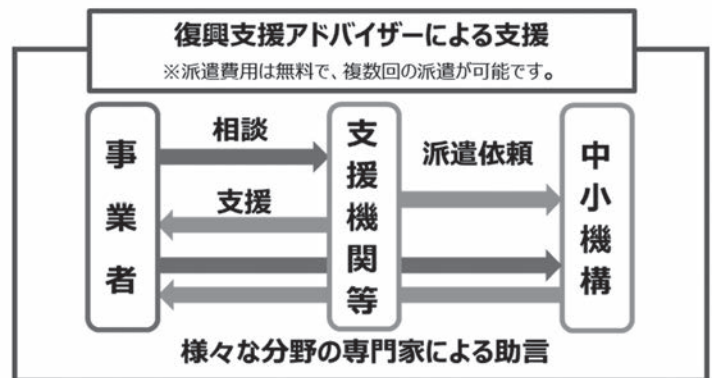 復興支援アドバイザーによる支援
※派遣費用は無料で、複数回の派遣が可能です。
事業者
相談
支援
支援機関等
派遣依頼
中小機構
様々な分野の専門家による助言